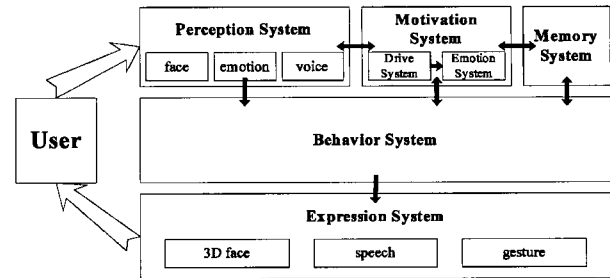 Perception System
face
emotion
voice
Motivation
System
Drive
System
Emotion
System
Memory
System
User
Behavior System
Expression System
3D face
speech
gesture